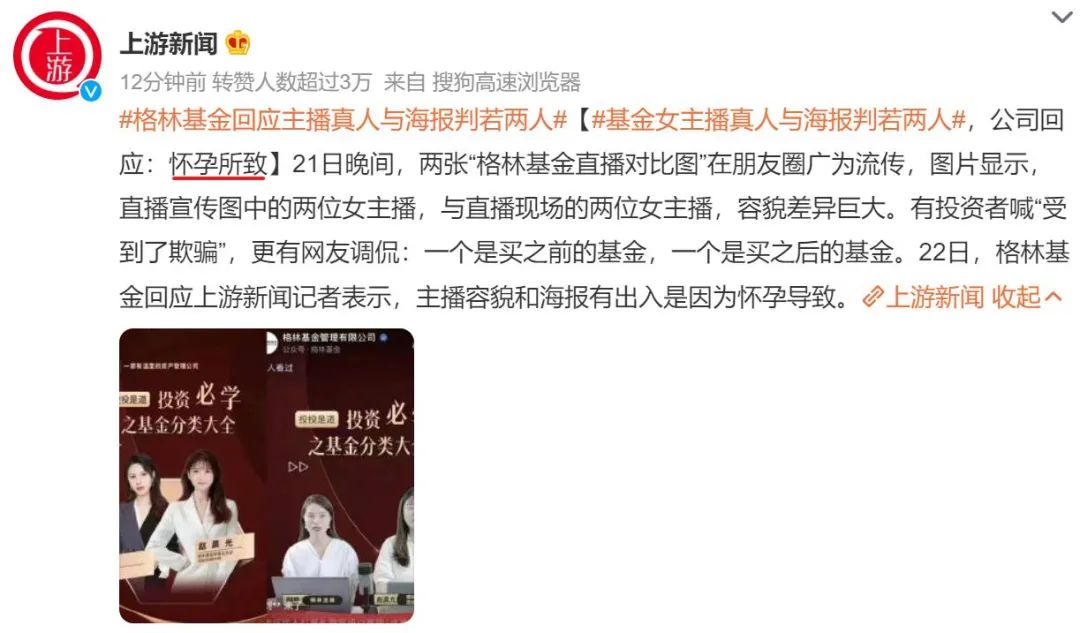 上游
上游新闻
12分钟前 转赞人数超过3万 来自 搜狗高速浏览器
#格林基金回应主播真人与海报判若两人#【#基金女主播真人与海报判若两人#，公司回
应：怀孕所致】21日晚间，两张“格林基金直播对比图”在朋友圈广为流传，图片显示，
直播宣传图中的两位女主播，与直播现场的两位女主播，容貌差异巨大。有投资者喊“受
到了欺骗”，更有网友调侃：一个是买之前的基金，一个是买之后的基金。22日，格林基
金回应上游新闻记者表示，主播容貌和海报有出入是因为怀孕导致。上游新闻 收起
一家有温度的资产管理公司
投是道 投资必学
之基金分类大全
赵晨光
格林基金管理有限公司
公众号·格林基金
人看过
投投是道 投资必
之基金分类大
来了